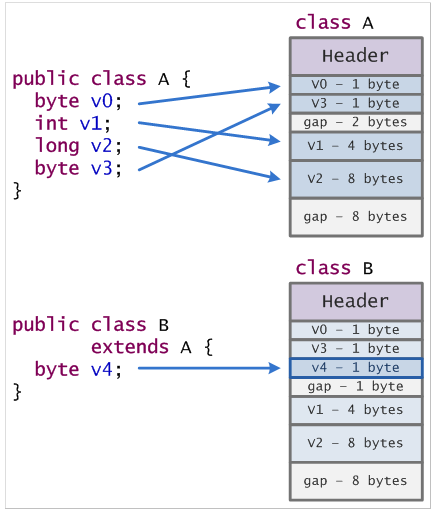 class A
Header
public class A {
byte v0;
int v1;
long v2;
byte v3;
}
v0 – 1 byte
v3 – 1 byte
gap – 2 bytes
v1 – 4 bytes
v2 – 8 bytes
gap – 8 bytes
class B
Header
public class B
extends A {
byte v4;
}
v0 – 1 byte
v3 – 1 byte
v4 – 1 byte
gap – 1 byte
v1 – 4 bytes
v2 – 8 bytes
gap – 8 bytes